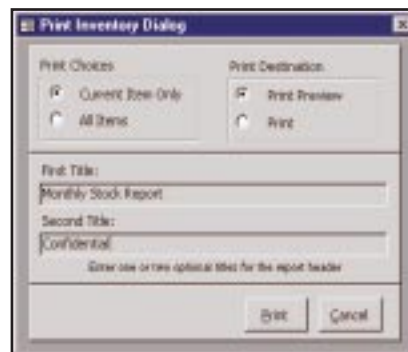 Print Inventory Dialog
Print Choices
Current Item Only
All Items
Print Destination
Print Preview
Print
First Title:
Monthly Stock Report
Second Title:
Confidential
Enter one or two optional titles for the report header
Print
Cancel